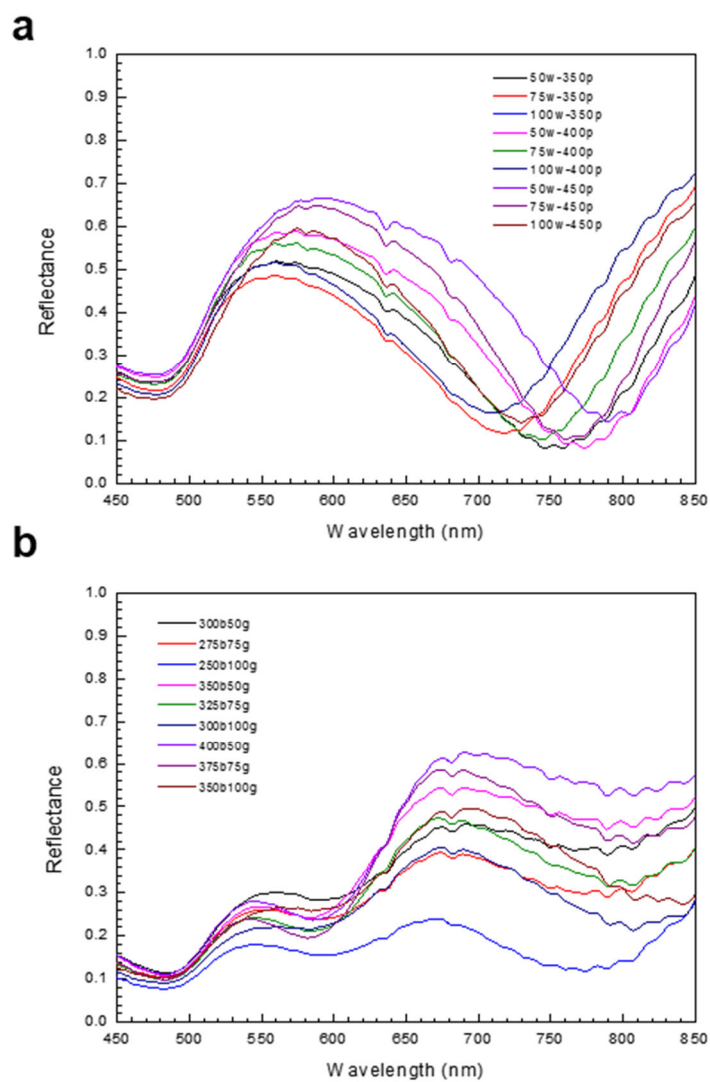 a
1.0
0.9
0.8
0.7
0.6
0.5
0.4
0.3
0.2
0.1
0.0
Reflectance
50w-350p
75w-350p
100w-350p
50w-400p
75w-400p
100w-400p
50w-450p
75w-450p
100w-450p
450 500 550 600 650 700 750 800 850
Wavelength (nm)
b
1.0
0.9
0.8
0.7
0.6
0.5
0.4
0.3
0.2
0.1
0.0
Reflectance
300b50g
275b75g
250b100g
350b50g
325b75g
300b100g
400b50g
375b75g
350b100g
450 500 550 600 650 700 750 800 850
Wavelength (nm)